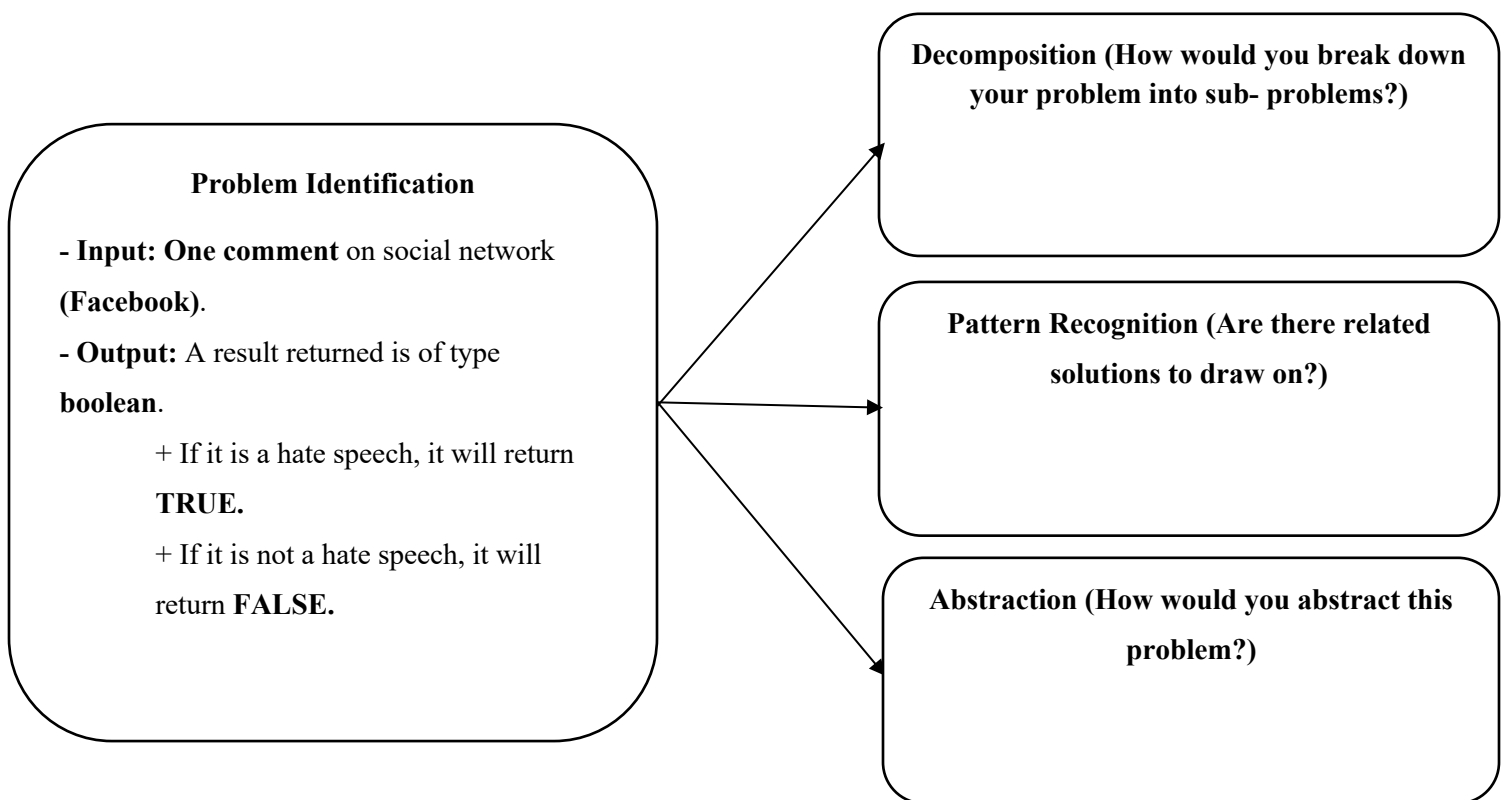 Problem Identification
- Input: One comment on social network
(Facebook).
- Output: A result returned is of type
boolean.
+ If it is a hate speech, it will return
TRUE.
+ If it is not a hate speech, it will
return FALSE.
Decomposition (How would you break down
your problem into sub- problems?)
Pattern Recognition (Are there related
solutions to draw on?)
Abstraction (How would you abstract this
problem?)